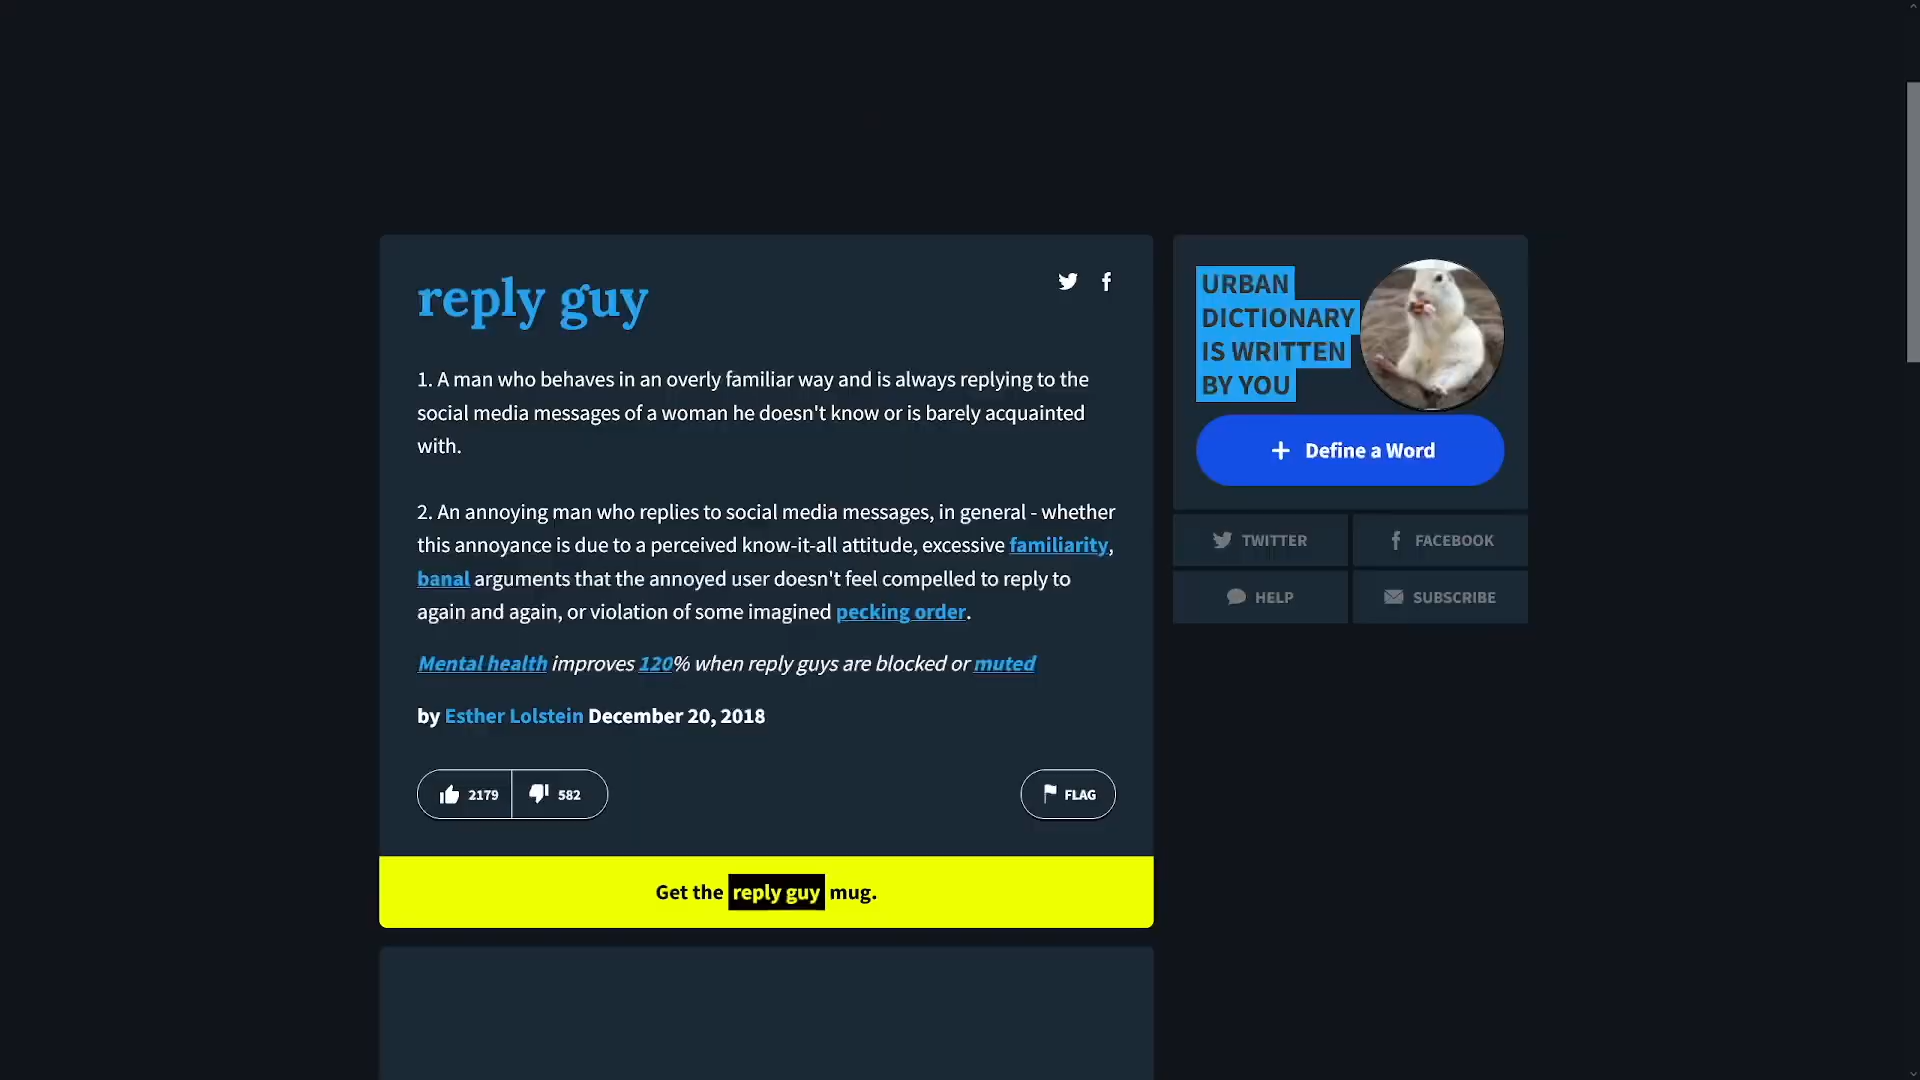 reply guy
1. A man who behaves in an overly familiar way and is always replying to the
social media messages of a woman he doesn't know or is barely acquainted
with.
2. An annoying man who replies to social media messages, in general - whether
this annoyance is due to a perceived know-it-all attitude, excessive familiarity,
banal arguments that the annoyed user doesn't feel compelled to reply to
again and again, or violation of some imagined pecking order.
Mental health improves 120% when reply guys are blocked or muted
by Esther Lolstein December 20, 2018
2179 582
FLAG
Get the reply guy mug.
URBAN
DICTIONARY
IS WRITTEN
BY YOU
+ Define a Word
TWITTER
FACEBOOK
HELP
SUBSCRIBE